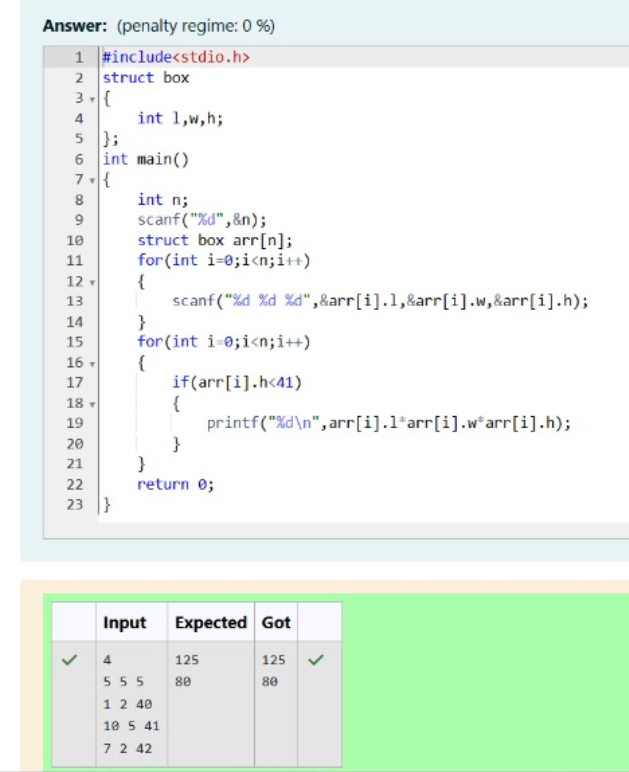 Answer: (penalty regime: 0 %)
1 #include<stdio.h>
2 struct box
3 {
4 int l,w,h;
5 };
6 int main()
7 {
8 int n;
9 scanf("%d",&n);
10 struct box arr[n];
11 for(int i=0;i<n;i++)
12 {
13 scanf("%d %d %d",&arr[i].l,&arr[i].w,&arr[i].h);
14 }
15 for(int i=0;i<n;i++)
16 {
17 if(arr[i].h<41)
18 {
19 printf("%d\n",arr[i].l*arr[i].w*arr[i].h);
20 }
21 }
22 return 0;
23 }
Input Expected Got
4 125 125
5 5 5 80 80
1 2 40
10 5 41
7 2 42